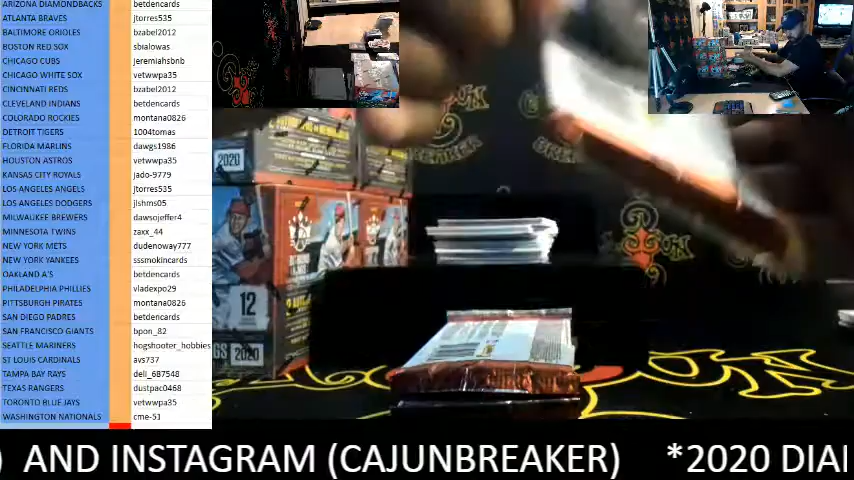 ARIZONA DIAMONDBACKS betdencards
ATLANTA BRAVES jtorres535
BALTIMORE ORIOLES bzabel2012
BOSTON RED SOX sbialowas
CHICAGO CUBS jeremiahsbnb
CHICAGO WHITE SOX vetwwpa35
CINCINNATI REDS bzabel2012
CLEVELAND INDIANS betdencards
COLORADO ROCKIES montana0826
DETROIT TIGERS 1004tomas
FLORIDA MARLINS dawgs1986
HOUSTON ASTROS vetwwpa35
KANSAS CITY ROYALS jado-9779
LOS ANGELES ANGELS jtorres535
LOS ANGELES DODGERS jlshrns05
MILWAUKEE BREWERS dawsojeffer4
MINNESOTA TWINS zaxx_44
NEW YORK METS dudenoway777
NEW YORK YANKEES sssmokincards
OAKLAND A'S betdencards
PHILADELPHIA PHILLIES vladexpo29
PITTSBURGH PIRATES montana0826
SAN DIEGO PADRES betdencards
SAN FRANCISCO GIANTS bpon_82
SEATTLE MARINERS hogshooter_hobbies
ST LOUIS CARDINALS avs737
TAMPA BAY RAYS deli_687548
TEXAS RANGERS dustpac0468
TORONTO BLUE JAYS vetwwpa35
WASHINGTON NATIONALS cme-51
2020
12
2020
BREAKER
) AND INSTAGRAM (CAJUNBREAKER) *2020 DIAI